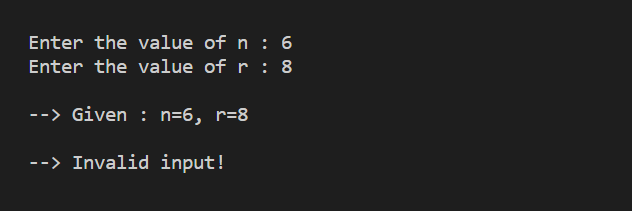 Enter the value of n : 6
Enter the value of r : 8
--> Given : n=6, r=8
--> Invalid input!